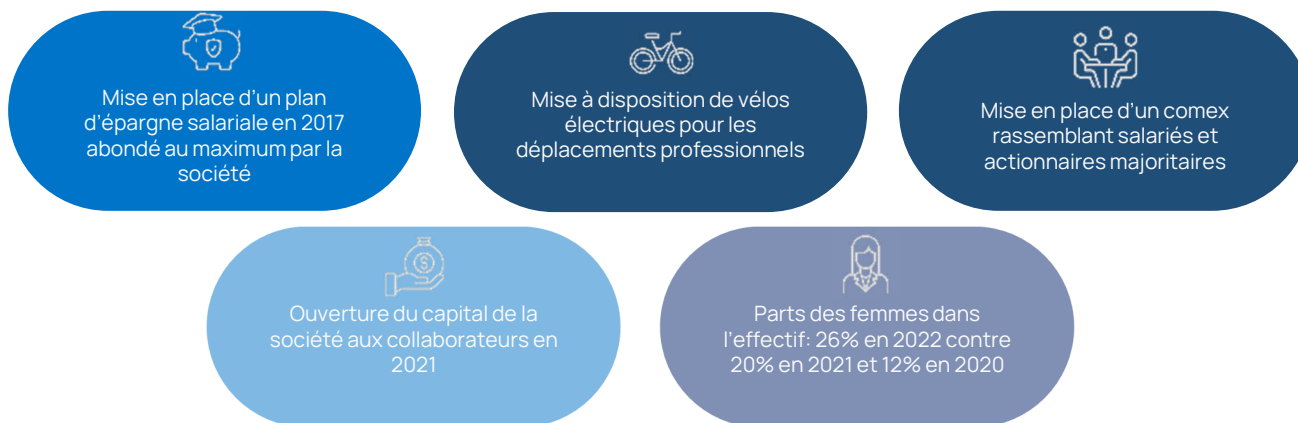 Mise en place d'un plan
d'épargne salariale en 2017
abondé au maximum par la
société
Mise à disposition de vélos
électriques pour les
déplacements professionnels
Mise en place d'un comex
rassemblant salariés et
actionnaires majoritaires
$
Ouverture du capital de la
société aux collaborateurs en
2021
Parts des femmes dans
l'effectif: 26% en 2022 contre
20% en 2021 et 12% en 2020